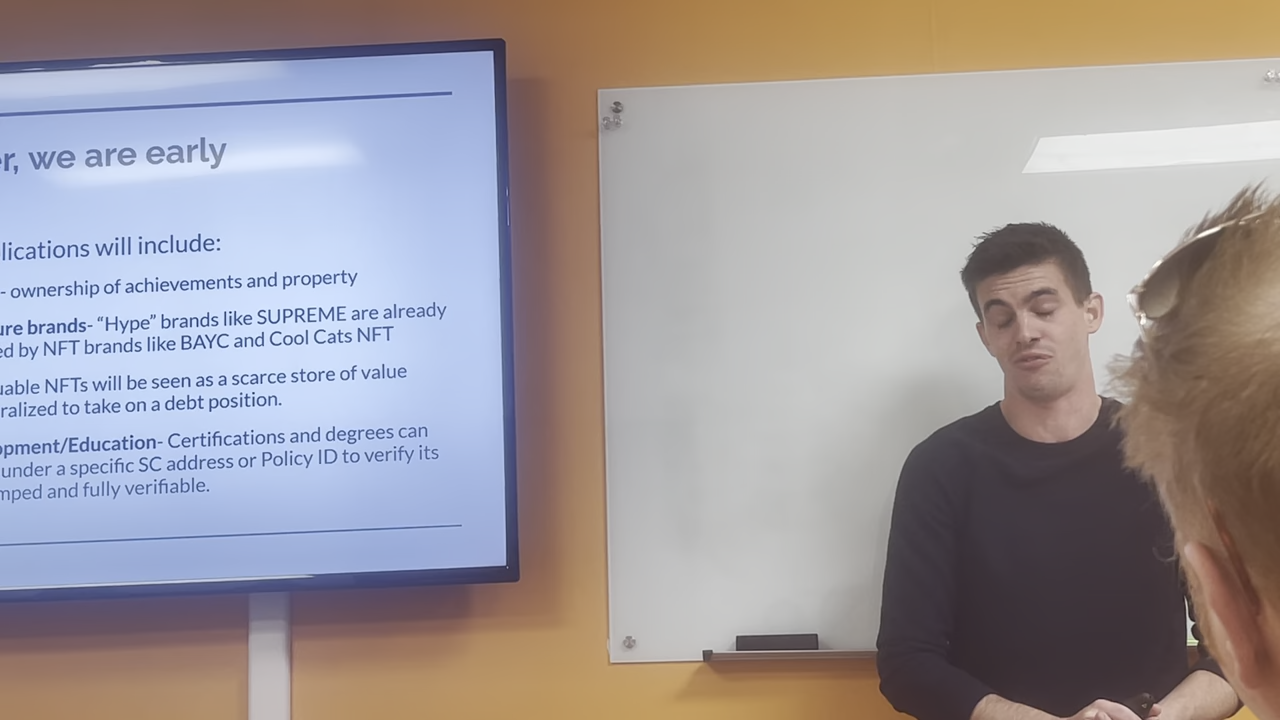 r, we are early
lications will include:
- ownership of achievements and property
ure brands- “Hype” brands like SUPREME are already
ed by NFT brands like BAYC and Cool Cats NFT
uable NFTs will be seen as a scarce store of value
ralized to take on a debt position.
opment/Education- Certifications and degrees can
under a specific SC address or Policy ID to verify its
mped and fully verifiable.